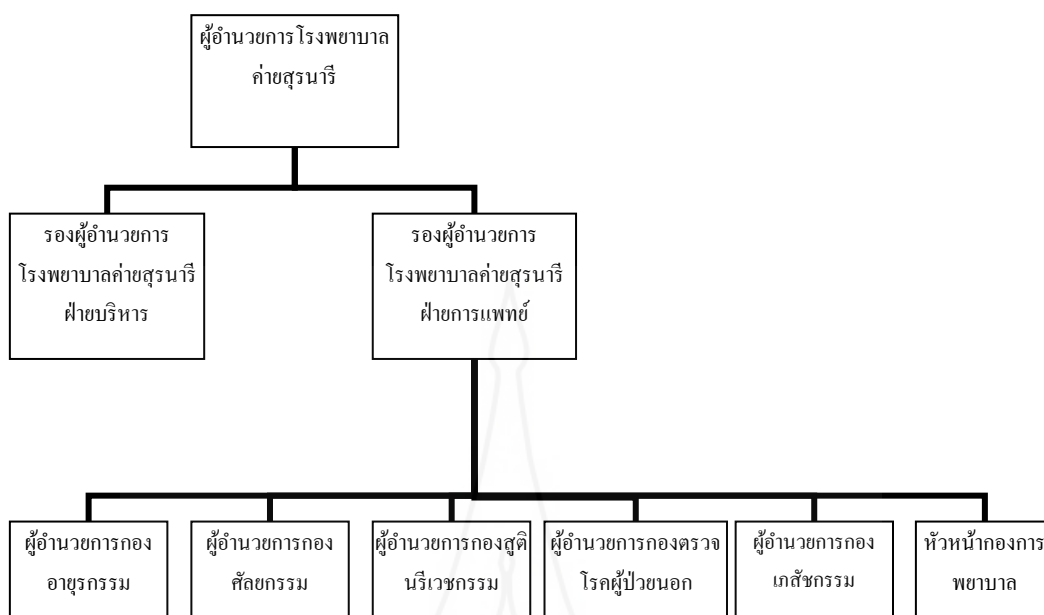 ผู้อำนวยการโรงพยาบาล
ค่ายสุรนารี
รองผู้อำนวยการ
โรงพยาบาลค่ายสุรนารี
ฝ่ายบริหาร
รองผู้อำนวยการ
โรงพยาบาลค่ายสุรนารี
ฝ่ายการแพทย์
ผู้อำนวยการกอง
อายุรกรรม
ผู้อำนวยการกอง
ศัลยกรรม
ผู้อำนวยการกองสูติ
นรีเวชกรรม
ผู้อำนวยการกองตรวจ
โรคผู้ป่วยนอก
ผู้อำนวยการกอง
เภสัชกรรม
หัวหน้ากองการ
พยาบาล